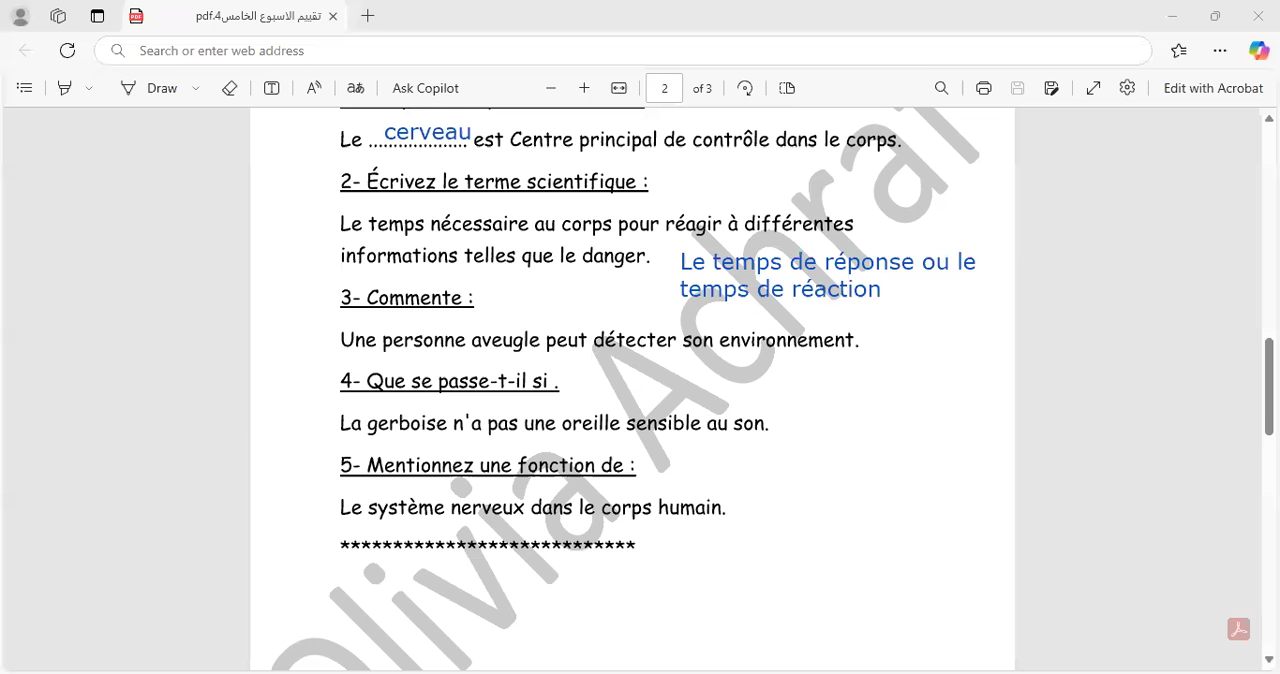 تقييم الاسبوع الخامس4.pdf
Search or enter web address
Draw
Ask Copilot
2 of 3
Edit with Acrobat
Le cerveau est Centre principal de contrôle dans le corps.
2- Écrivez le terme scientifique :
Le temps nécessaire au corps pour réagir à différentes
informations telles que le danger.
Le temps de réponse ou le
temps de réaction
3- Commente :
Une personne aveugle peut détecter son environnement.
4- Que se passe-t-il si .
La gerboise n'a pas une oreille sensible au son.
5- Mentionnez une fonction de :
Le système nerveux dans le corps humain.
****************************
Olivia Achraf